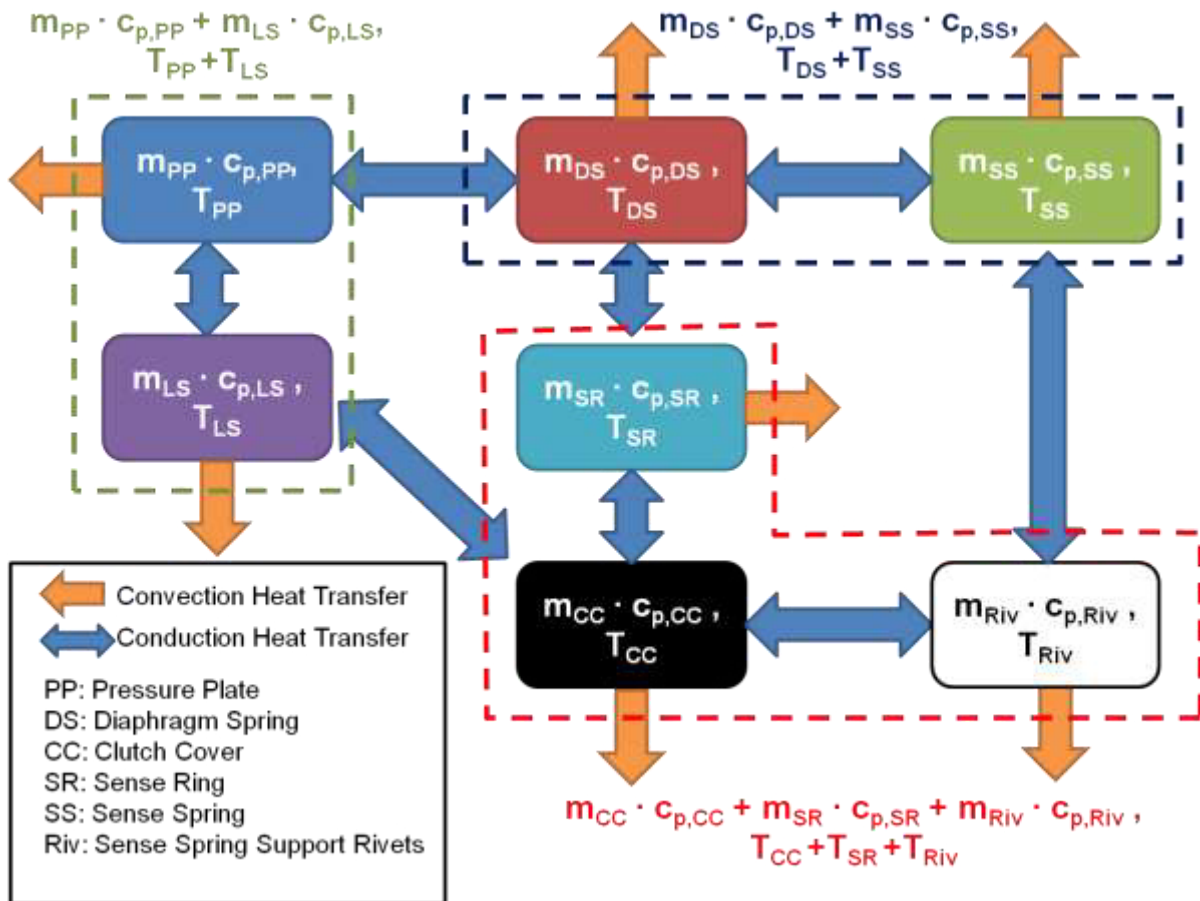 m_PP · c_p,PP + m_LS · c_p,LS,
T_PP+T_LS
m_DS · c_p,DS + m_SS · c_p,SS,
T_DS+T_SS
m_PP · c_p,PP,
T_PP
m_DS · c_p,DS ,
T_DS
m_SS · c_p,SS ,
T_SS
m_LS · c_p,LS ,
T_LS
m_SR · c_p,SR ,
T_SR
m_CC · c_p,CC ,
T_CC
m_Riv · c_p,Riv ,
T_Riv
Convection Heat Transfer
Conduction Heat Transfer
PP: Pressure Plate
DS: Diaphragm Spring
CC: Clutch Cover
SR: Sense Ring
SS: Sense Spring
Riv: Sense Spring Support Rivets
m_CC · c_p,CC + m_SR · c_p,SR + m_Riv · c_p,Riv ,
T_CC+T_SR+T_Riv